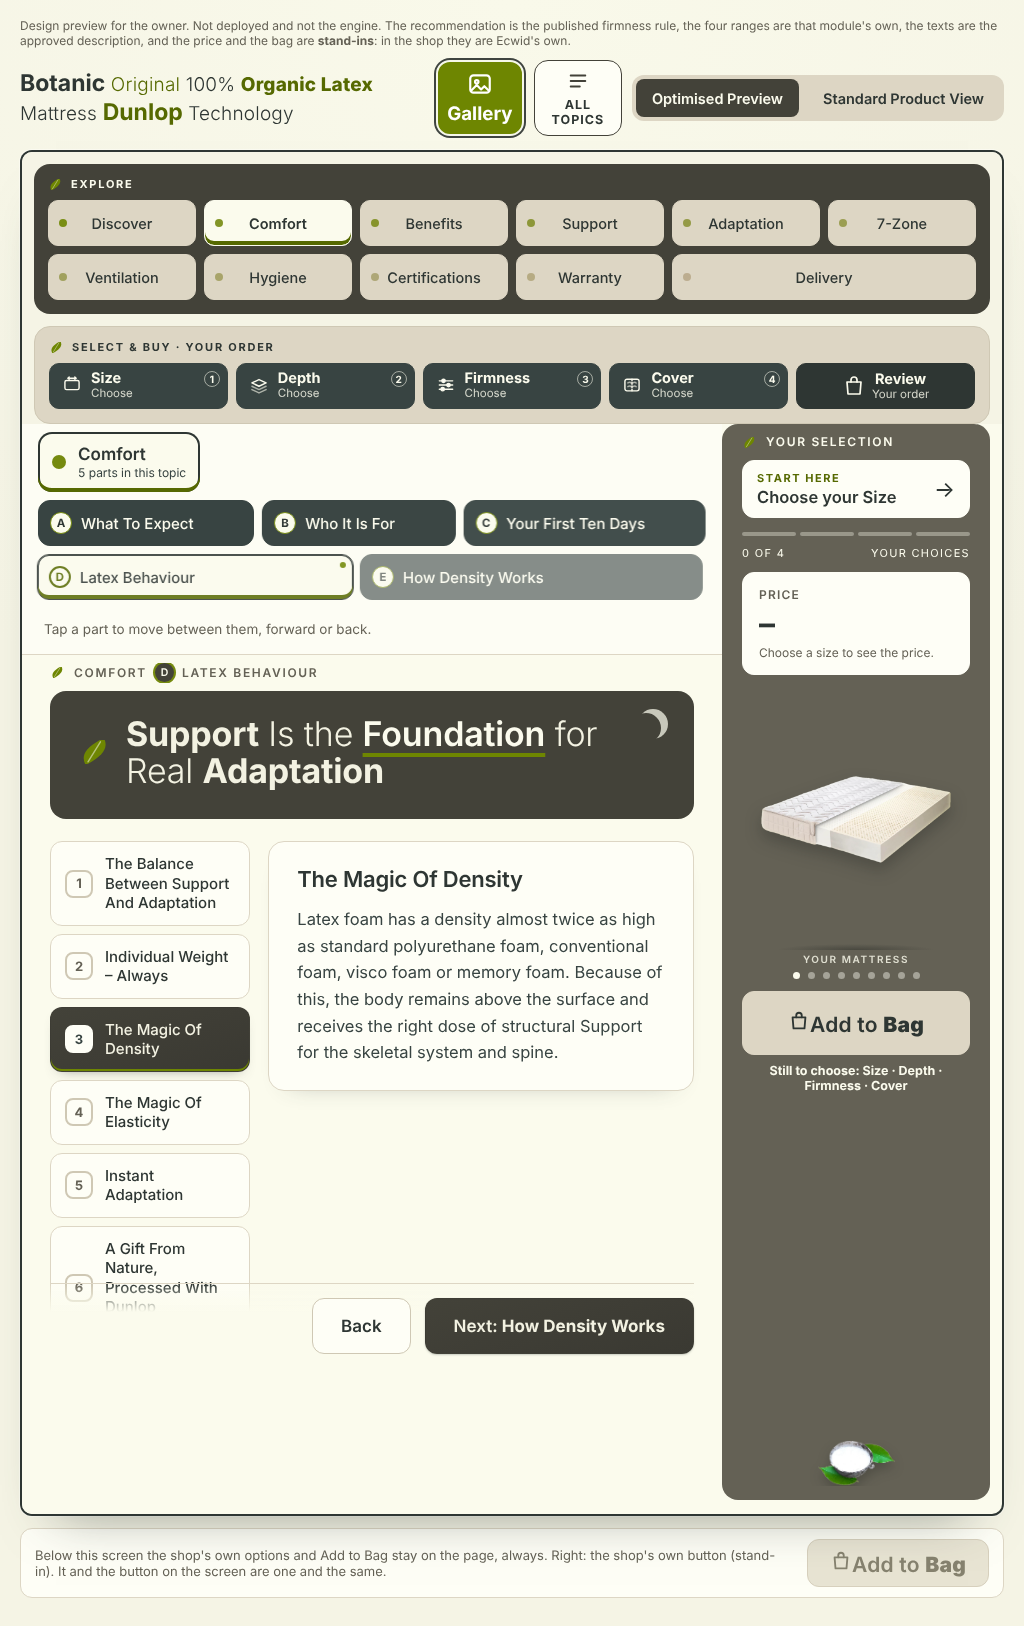 Design preview for the owner. Not deployed and not the engine. The recommendation is the published firmness rule, the four ranges are that module's own, the texts are the
approved description, and the price and the bag are stand-ins: in the shop they are Ecwid's own.
Botanic Original 100% Organic Latex
Mattress Dunlop Technology
Gallery
ALL
TOPICS
Optimised Preview
Standard Product View
EXPLORE
Discover
Comfort
Benefits
Support
Adaptation
7-Zone
Ventilation
Hygiene
Certifications
Warranty
Delivery
SELECT & BUY · YOUR ORDER
Size
Choose
1
Depth
Choose
2
Firmness
Choose
3
Cover
Choose
4
Review
Your order
Comfort
5 parts in this topic
A What To Expect
B Who It Is For
C Your First Ten Days
D Latex Behaviour
E How Density Works
Tap a part to move between them, forward or back.
COMFORT D LATEX BEHAVIOUR
Support Is the Foundation for
Real Adaptation
1
The Balance
Between Support
And Adaptation
2
Individual Weight
– Always
3
The Magic Of
Density
4
The Magic Of
Elasticity
5
Instant
Adaptation
6
A Gift From
Nature,
Processed With
Dunlop
The Magic Of Density
Latex foam has a density almost twice as high
as standard polyurethane foam, conventional
foam, visco foam or memory foam. Because of
this, the body remains above the surface and
receives the right dose of structural Support
for the skeletal system and spine.
Back
Next: How Density Works
YOUR SELECTION
START HERE
Choose your Size
0 OF 4
YOUR CHOICES
PRICE
–
Choose a size to see the price.
YOUR MATTRESS
Add to Bag
Still to choose: Size · Depth ·
Firmness · Cover
Below this screen the shop's own options and Add to Bag stay on the page, always. Right: the shop's own button (stand-
in). It and the button on the screen are one and the same.
Add to Bag